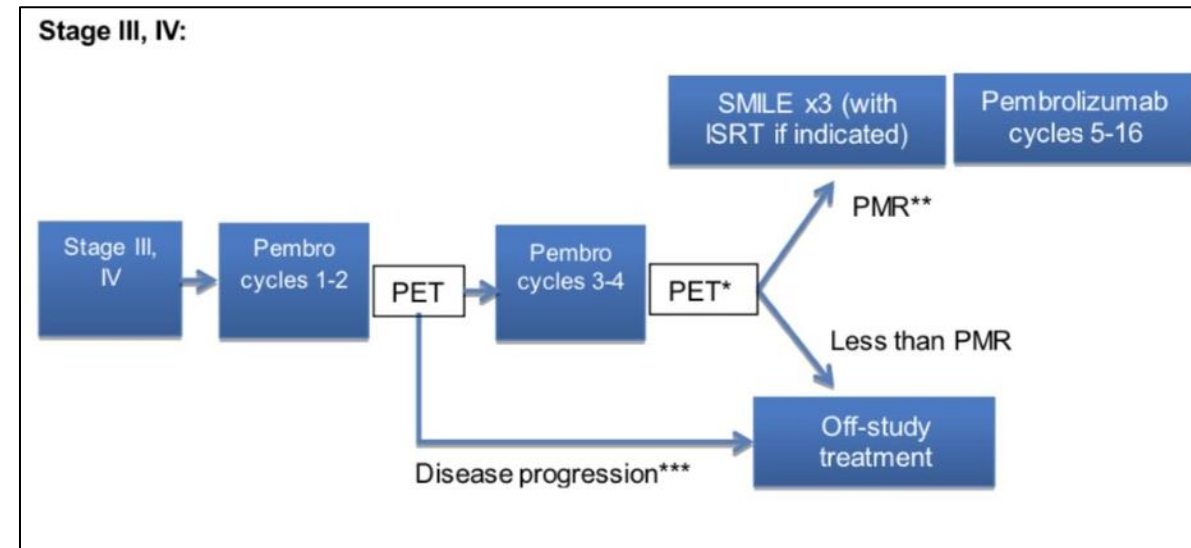 Stage III, IV:
SMILE x3 (with
ISRT if indicated)
Pembrolizumab
cycles 5-16
PMR**
Stage III,
IV
Pembro
cycles 1-2
PET
Pembro
cycles 3-4
PET*
Less than PMR
Off-study
treatment
Disease progression***